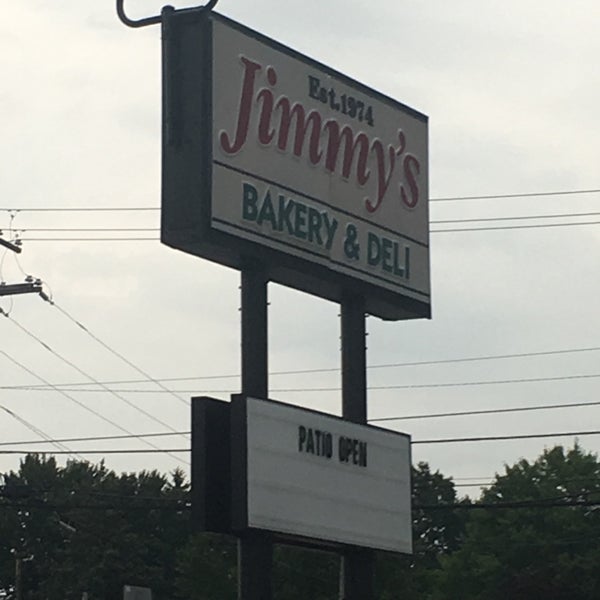 Est.1974
Jimmy's
BAKERY & DELI
PATIO OPEN